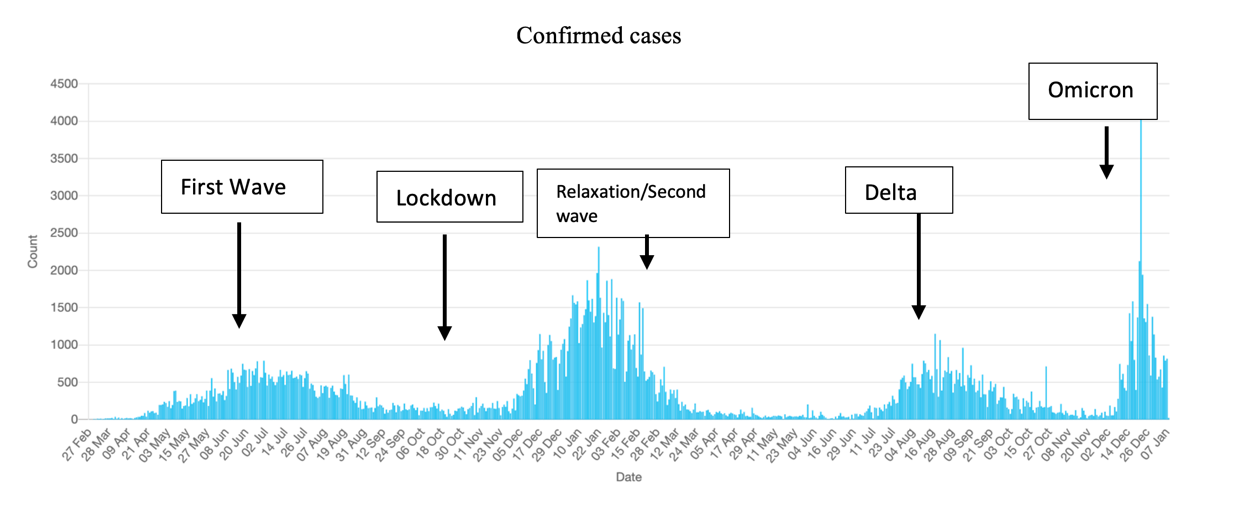 Confirmed cases
4500
4000
3500
3000
2500
2000
1500
1000
500
0
Count
First Wave
Lockdown
Relaxation/Second
wave
Delta
Omicron
27 Feb
28 Mar
09 Apr
21 Apr
03 May
15 May
27 May
08 Jun
20 Jun
02 Jul
14 Jul
26 Jul
07 Aug
19 Aug
31 Aug
12 Sep
24 Sep
06 Oct
18 Oct
30 Oct
11 Nov
23 Nov
05 Dec
17 Dec
29 Dec
10 Jan
22 Jan
03 Feb
15 Feb
28 Feb
12 Mar
24 Mar
05 Apr
17 Apr
29 Apr
11 May
23 May
04 Jun
16 Jun
29 Jun
11 Jul
23 Jul
04 Aug
16 Aug
28 Aug
09 Sep
21 Sep
03 Oct
15 Oct
27 Oct
08 Nov
20 Nov
02 Dec
14 Dec
26 Dec
07 Jan
Date